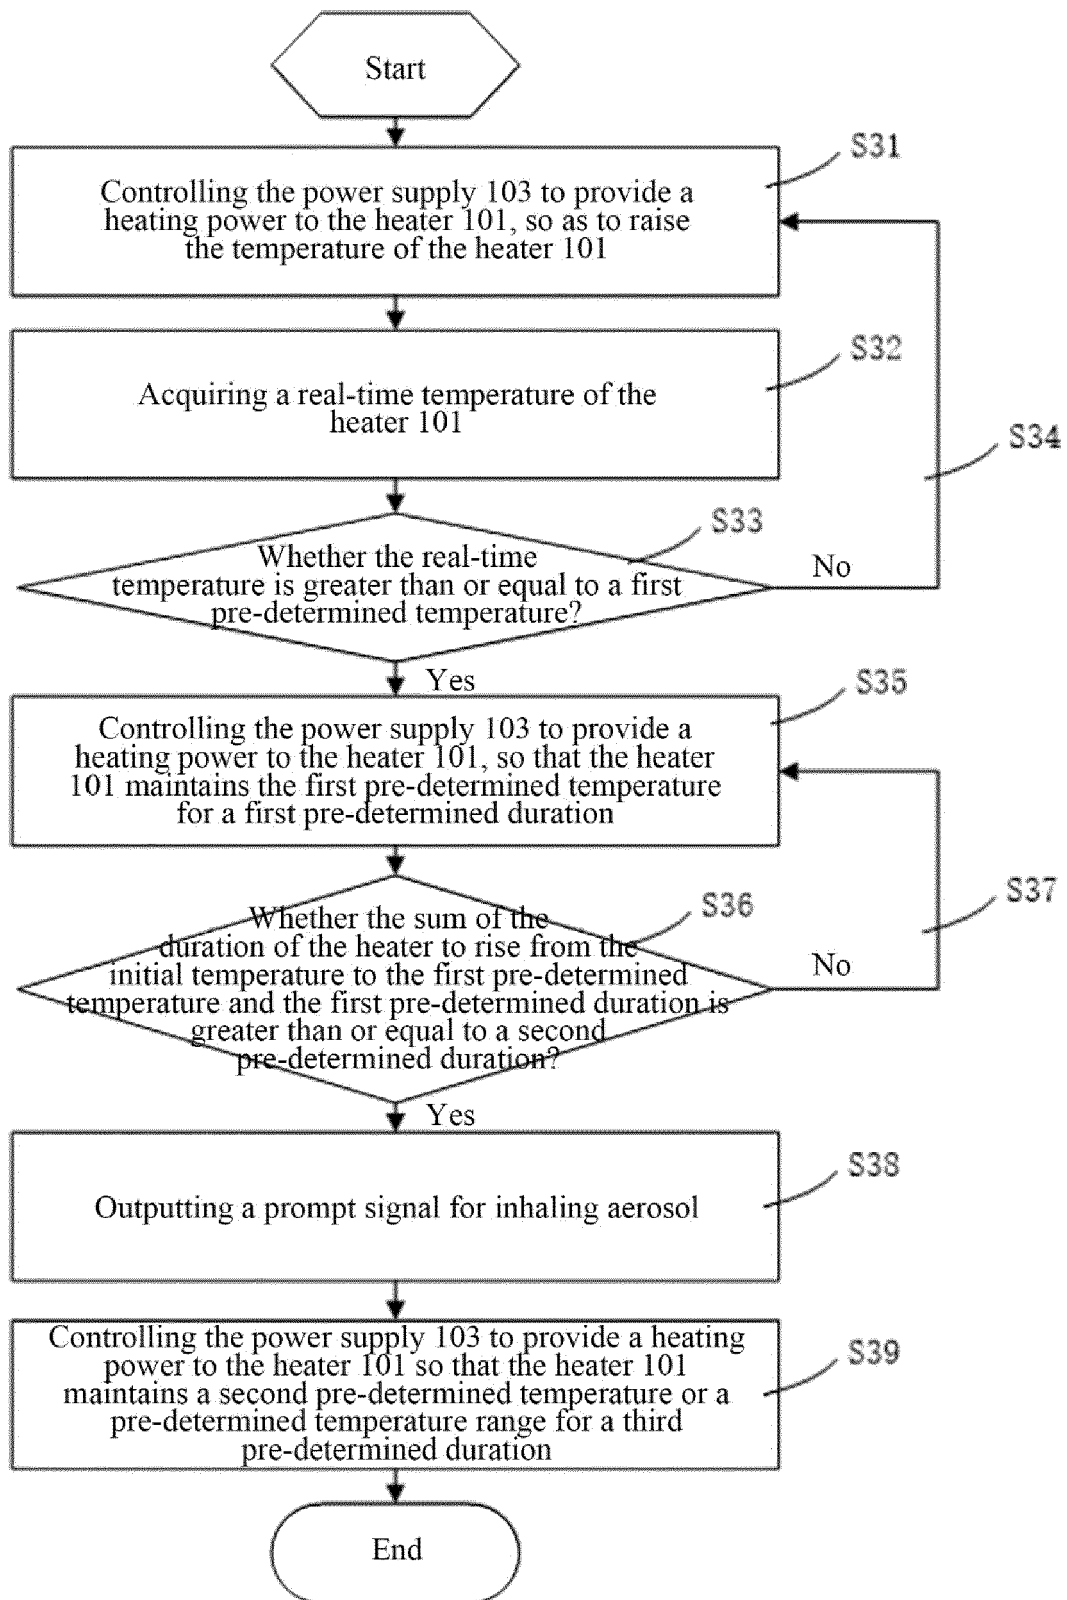 Start
S31
Controlling the power supply 103 to provide a
heating power to the heater 101, so as to raise
the temperature of the heater 101
S32
Acquiring a real-time temperature of the
heater 101
S34
S33
Whether the real-time
temperature is greater than or equal to a first
pre-determined temperature?
No
Yes
S35
Controlling the power supply 103 to provide a
heating power to the heater 101, so that the heater
101 maintains the first pre-determined temperature
for a first pre-determined duration
S37
S36
Whether the sum of the
duration of the heater to rise from the
initial temperature to the first pre-determined
temperature and the first pre-determined duration is
greater than or equal to a second
pre-determined duration?
No
Yes
S38
Outputting a prompt signal for inhaling aerosol
S39
Controlling the power supply 103 to provide a heating
power to the heater 101 so that the heater 101
maintains a second pre-determined temperature or a
pre-determined temperature range for a third
pre-determined duration
End